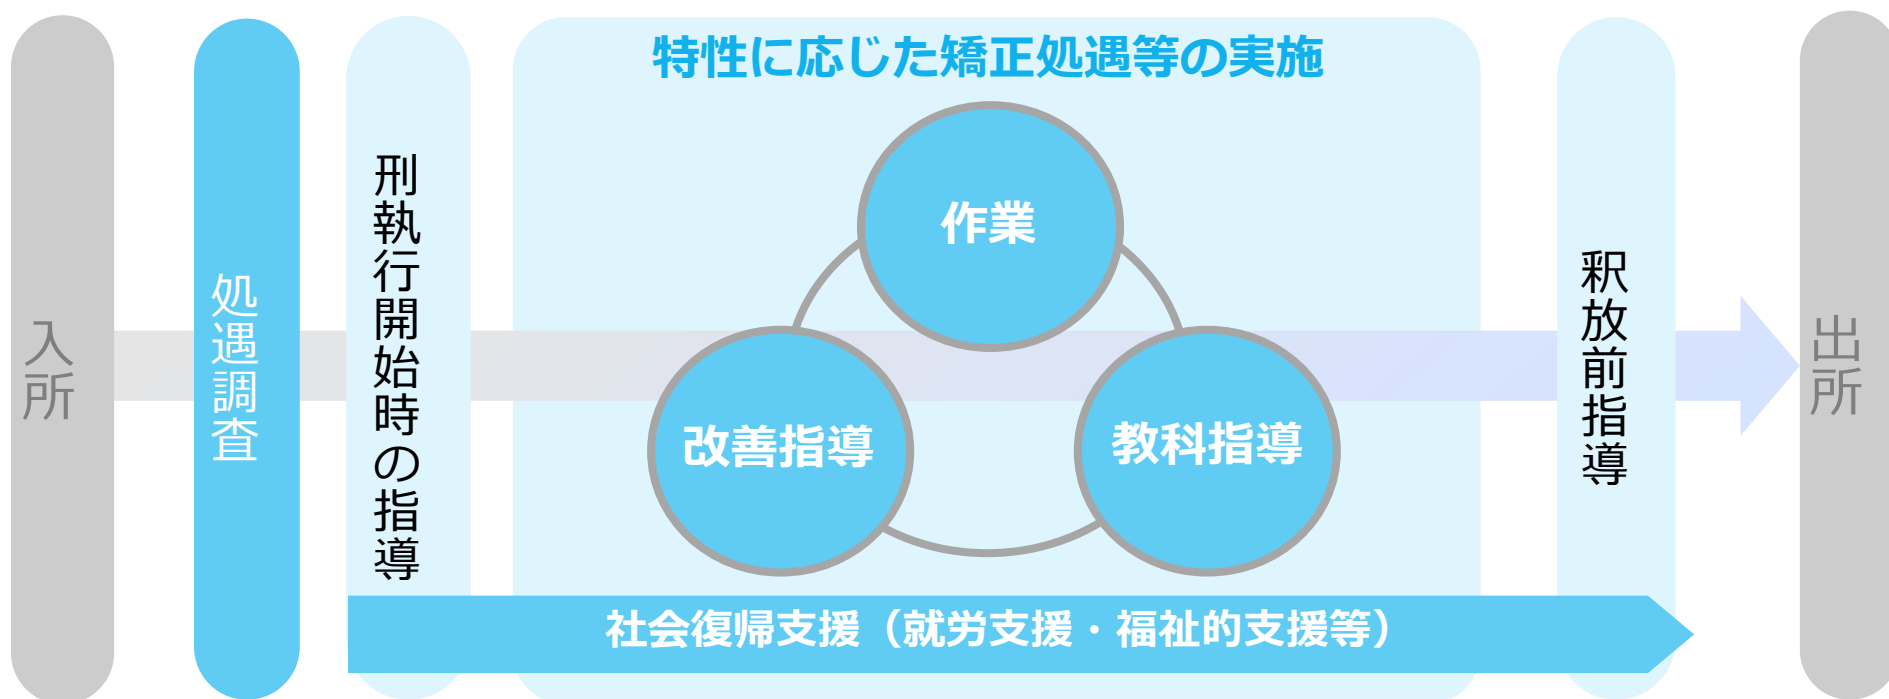 入所
処遇調査
刑執行開始時の指導
特性に応じた矯正処遇等の実施
作業
改善指導
教科指導
社会復帰支援（就労支援・福祉的支援等）
釈放前指導
出所